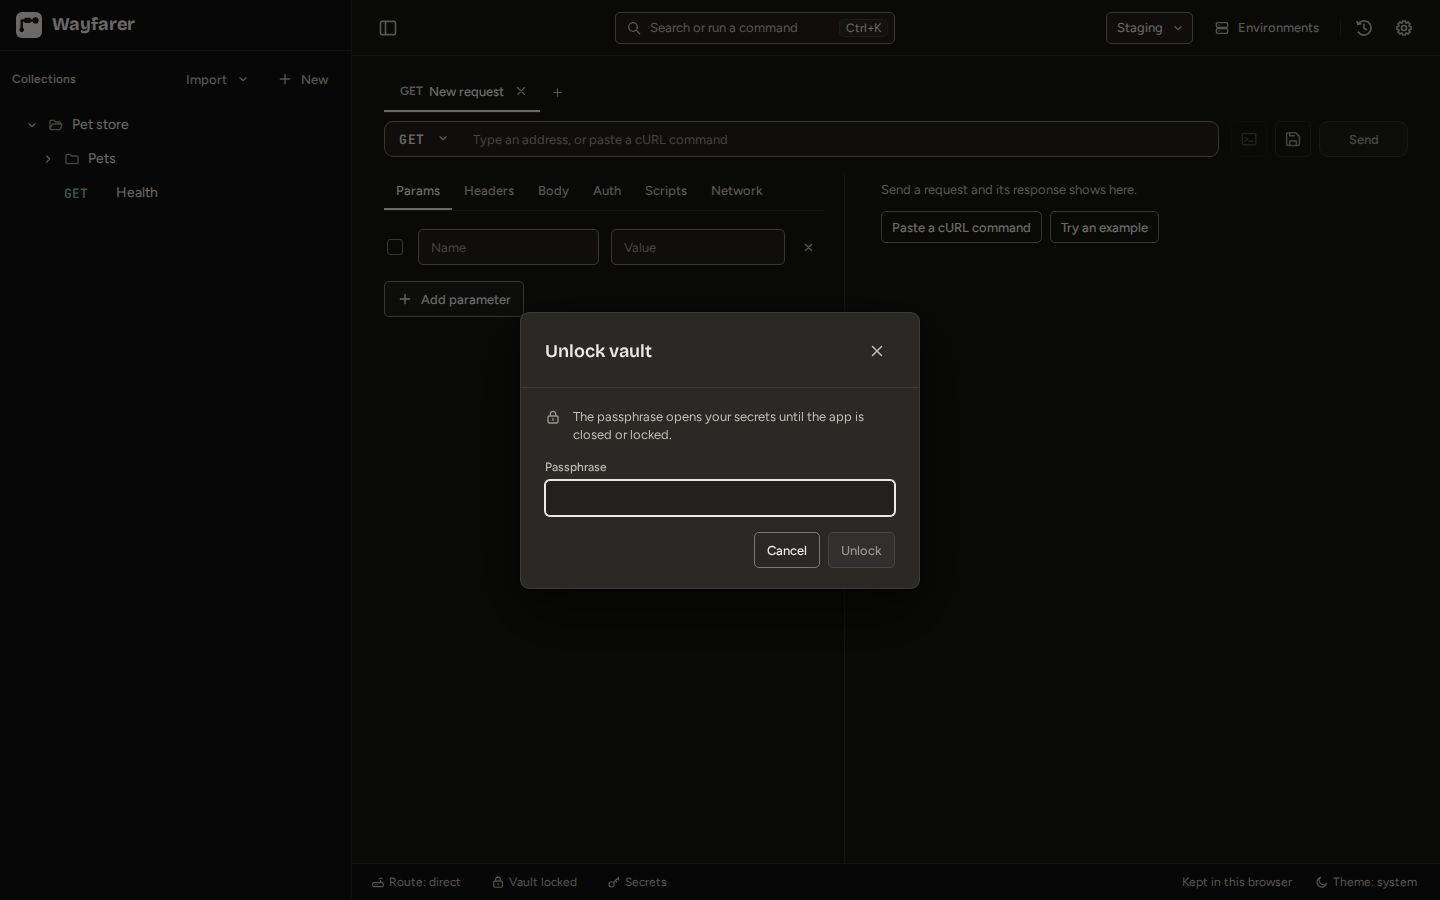 Wayfarer
Search or run a command
Ctrl+K
Staging
Environments
Collections
Import
New
Pet store
Pets
GET Health
GET New request
GET
Type an address, or paste a cURL command
Send
Params Headers Body Auth Scripts Network
Name
Value
Add parameter
Send a request and its response shows here.
Paste a cURL command
Try an example
Unlock vault
The passphrase opens your secrets until the app is
closed or locked.
Passphrase
Cancel
Unlock
Route: direct
Vault locked
Secrets
Kept in this browser
Theme: system